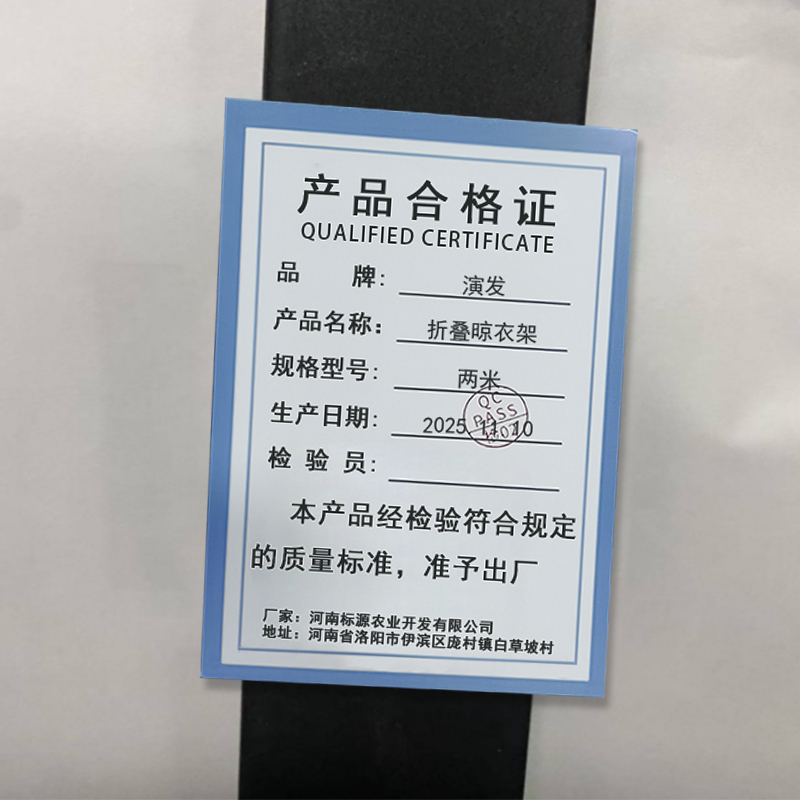 产品合格证
QUALIFIED CERTIFICATE
品 牌: 演发
产品名称: 折叠晾衣架
规格型号: 两米
生产日期: 2025.11.10
检 验 员:
QC
PASS
本产品经检验符合规定
的质量标准，准予出厂
厂家：河南标源农业开发有限公司
地址：河南省洛阳市伊滨区庞村镇白草坡村